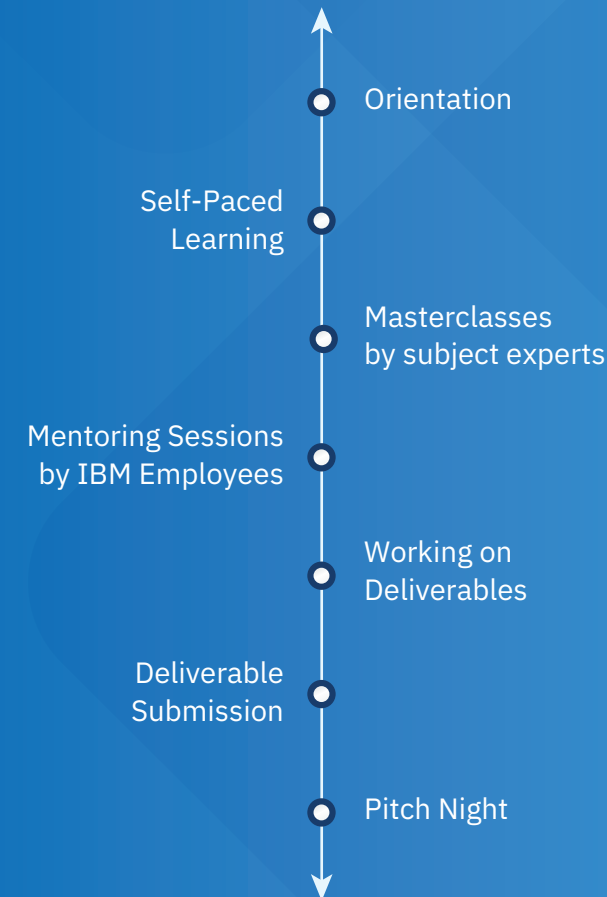 Orientation
Self-Paced
Learning
Masterclasses
by subject experts
Mentoring Sessions
by IBM Employees
Working on
Deliverables
Deliverable
Submission
Pitch Night